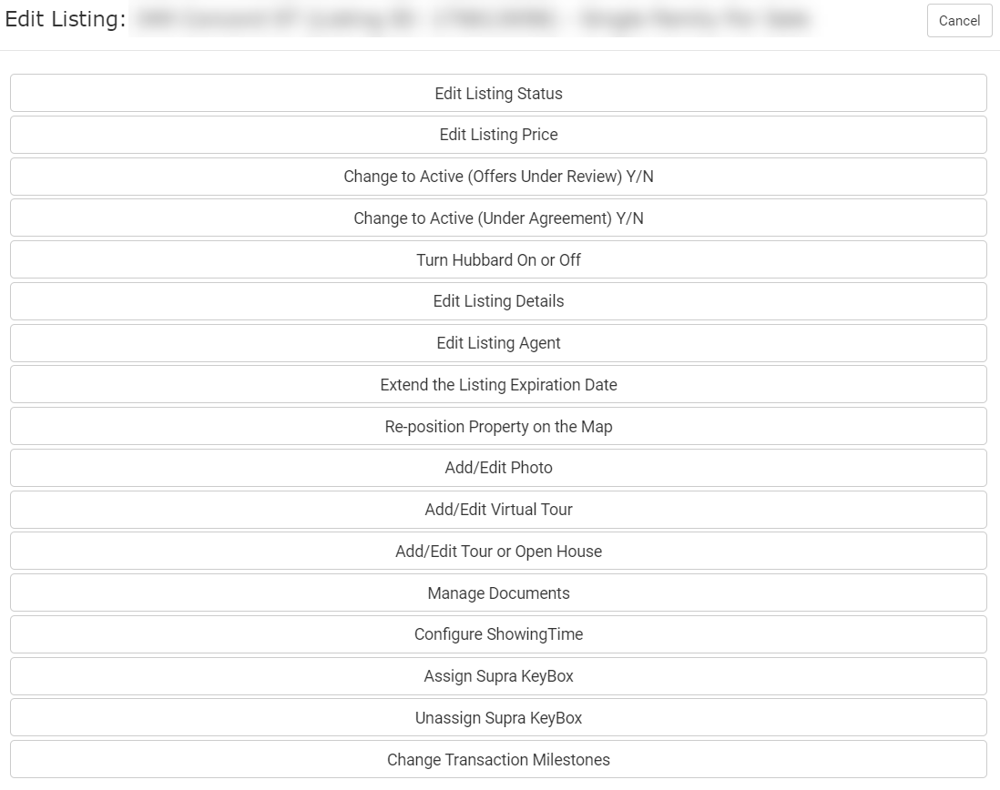 Edit Listing:
Cancel
Edit Listing Status
Edit Listing Price
Change to Active (Offers Under Review) Y/N
Change to Active (Under Agreement) Y/N
Turn Hubbard On or Off
Edit Listing Details
Edit Listing Agent
Extend the Listing Expiration Date
Re-position Property on the Map
Add/Edit Photo
Add/Edit Virtual Tour
Add/Edit Tour or Open House
Manage Documents
Configure ShowingTime
Assign Supra KeyBox
Unassign Supra KeyBox
Change Transaction Milestones